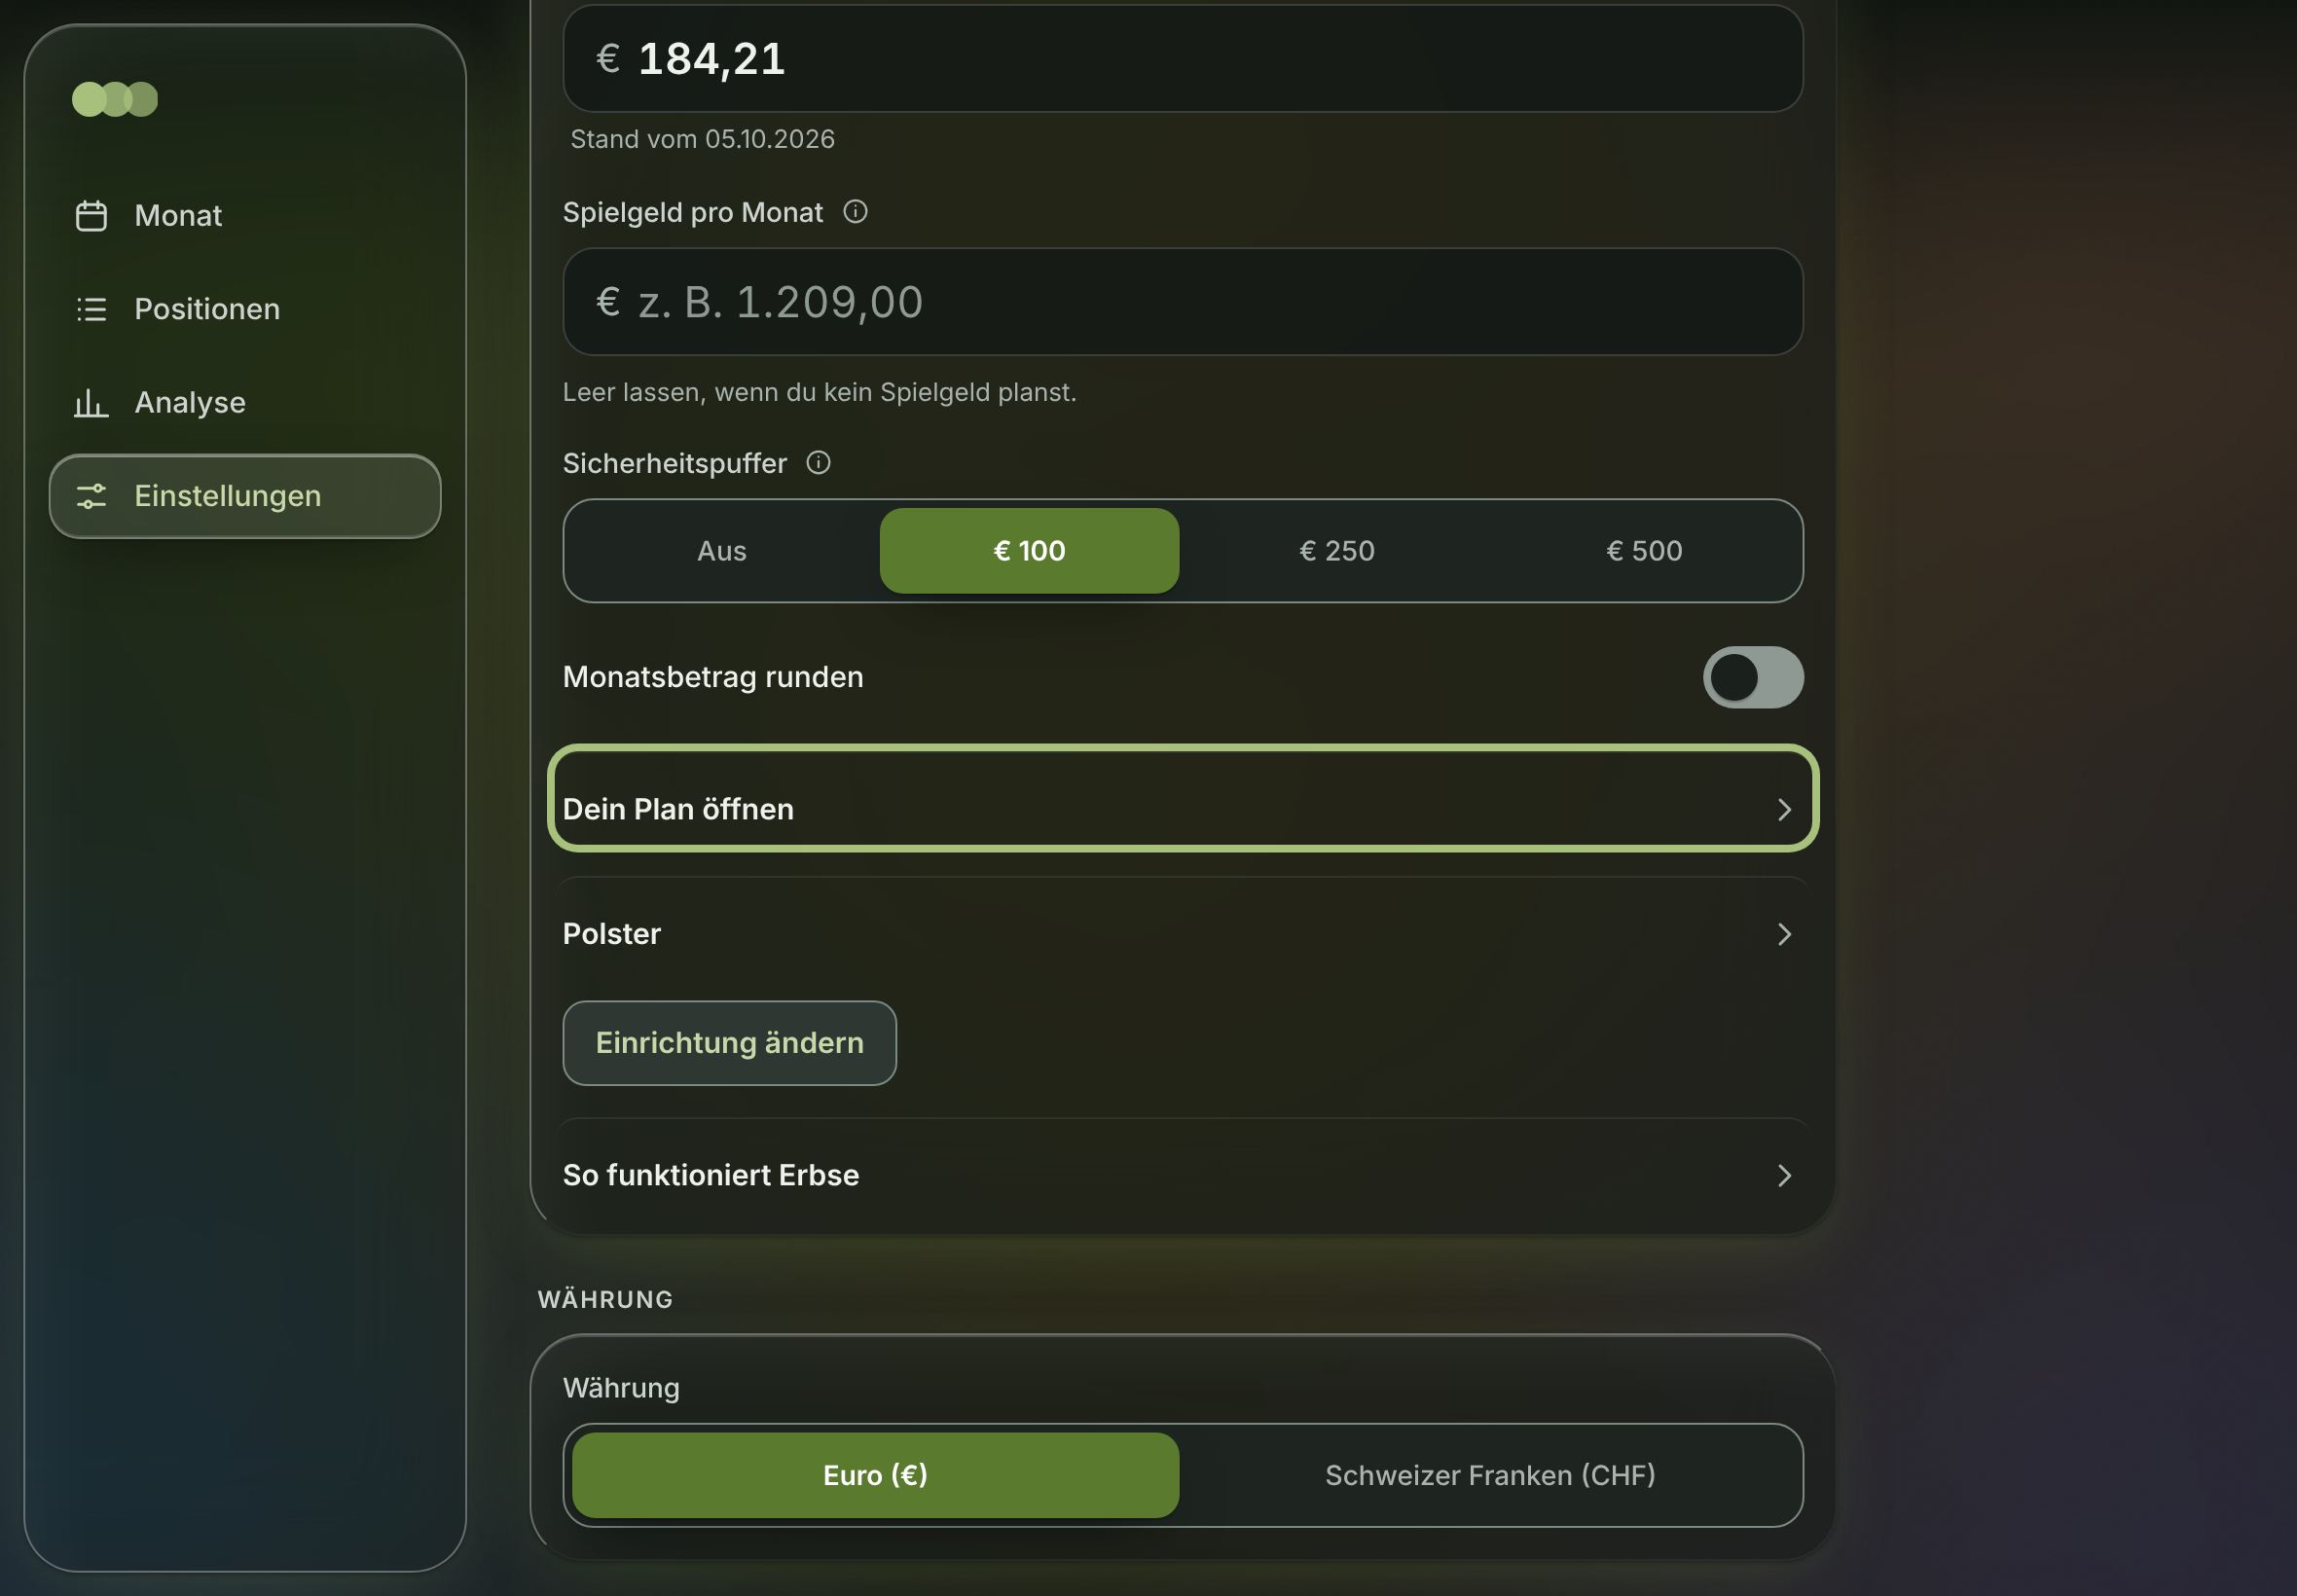 € 184,21
Stand vom 05.10.2026
Monat
Positionen
Analyse
Einstellungen
Spielgeld pro Monat
€ z. B. 1.209,00
Leer lassen, wenn du kein Spielgeld planst.
Sicherheitspuffer
Aus € 100 € 250 € 500
Monatsbetrag runden
Dein Plan öffnen
Polster
Einrichtung ändern
So funktioniert Erbse
WÄHRUNG
Währung
Euro (€) Schweizer Franken (CHF)